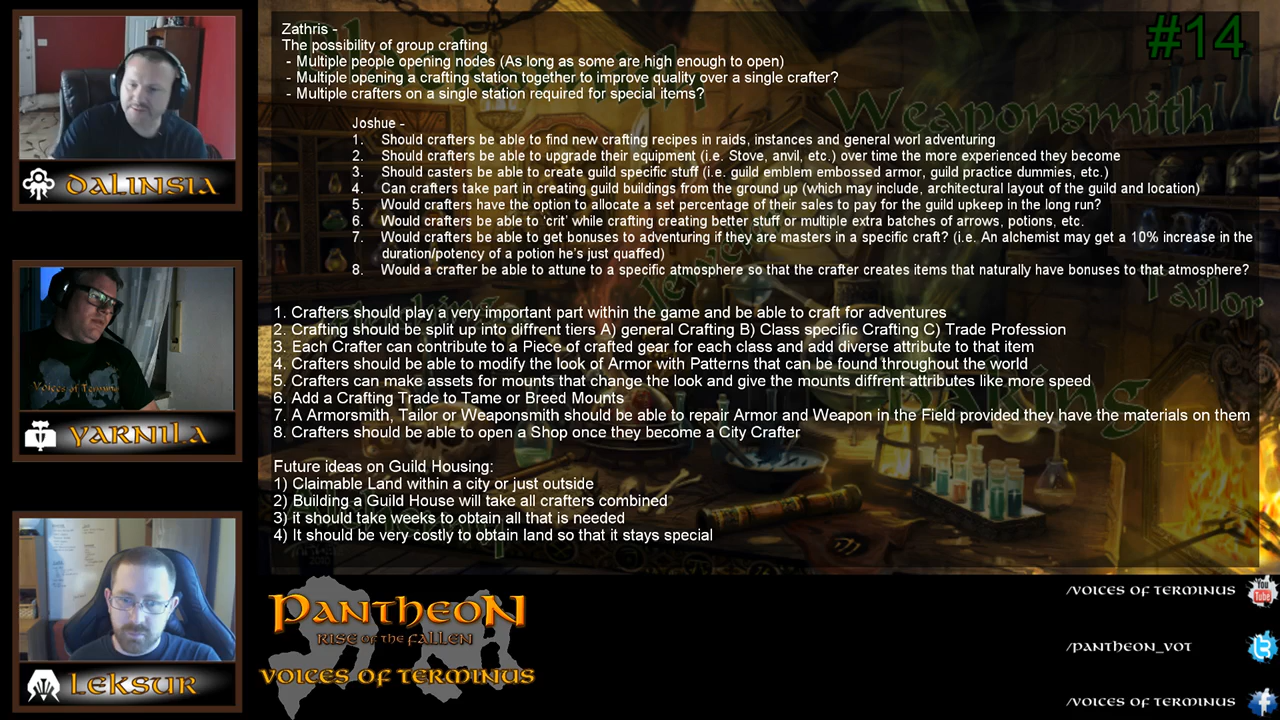 #14
Zathris -
The possibility of group crafting
- Multiple people opening nodes (As long as some are high enough to open)
- Multiple opening a crafting station together to improve quality over a single crafter?
- Multiple crafters on a single station required for special items?
Joshue -
1. Should crafters be able to find new crafting recipes in raids, instances and general worl adventuring
2. Should crafters be able to upgrade their equipment (i.e. Stove, anvil, etc.) over time the more experienced they become
3. Should casters be able to create guild specific stuff (i.e. guild emblem embossed armor, guild practice dummies, etc.)
4. Can crafters take part in creating guild buildings from the ground up (which may include, architectural layout of the guild and location)
5. Would crafters have the option to allocate a set percentage of their sales to pay for the guild upkeep in the long run?
6. Would crafters be able to 'crit' while crafting creating better stuff or multiple extra batches of arrows, potions, etc.
7. Would crafters be able to get bonuses to adventuring if they are masters in a specific craft? (i.e. An alchemist may get a 10% increase in the
duration/potency of a potion he's just quaffed)
8. Would a crafter be able to attune to a specific atmosphere so that the crafter creates items that naturally have bonuses to that atmosphere?
1. Crafters should play a very important part within the game and be able to craft for adventures
2. Crafting should be split up into diffrent tiers A) general Crafting B) Class specific Crafting C) Trade Profession
3. Each Crafter can contribute to a Piece of crafted gear for each class and add diverse attribute to that item
4. Crafters should be able to modify the look of Armor with Patterns that can be found throughout the world
5. Crafters can make assets for mounts that change the look and give the mounts diffrent attributes like more speed
6. Add a Crafting Trade to Tame or Breed Mounts
7. A Armorsmith, Tailor or Weaponsmith should be able to repair Armor and Weapon in the Field provided they have the materials on them
8. Crafters should be able to open a Shop once they become a City Crafter
Future ideas on Guild Housing:
1) Claimable Land within a city or just outside
2) Building a Guild House will take all crafters combined
3) it should take weeks to obtain all that is needed
4) It should be very costly to obtain land so that it stays special
Weaponsmith
Jeweler
Tailor
Baking
DALINSIA
Voices of Terminus
YARNILA
LEKSUR
PANTHEON
RISE OF THE FALLEN
VOICES OF TERMINUS
/VOICES OF TERMINUS
You
Tube
/PANTHEON_VOT
/VOICES OF TERMINUS